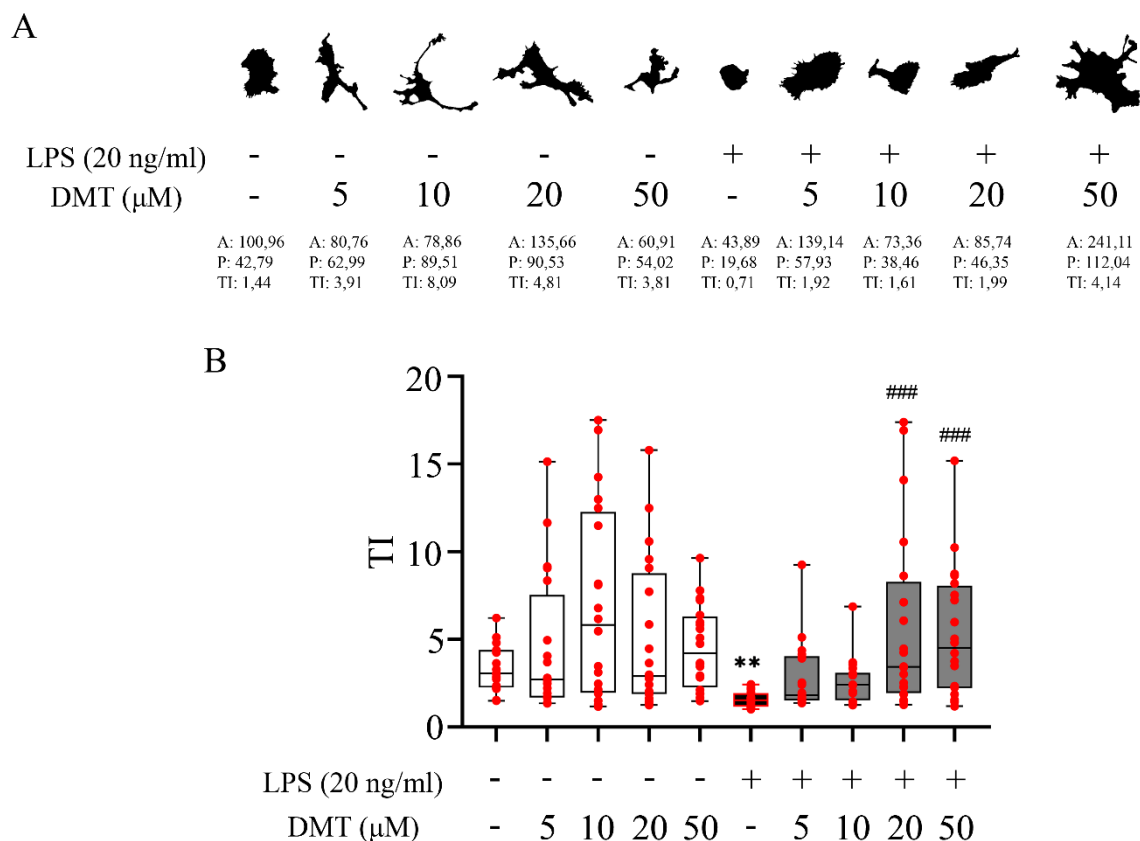 A
LPS (20 ng/ml) - - - - - + + + + +
DMT (μM) - 5 10 20 50 - 5 10 20 50
A: 100,96 A: 80,76 A: 78,86 A: 135,66 A: 60,91 A: 43,89 A: 139,14 A: 73,36 A: 85,74 A: 241,11
P: 42,79 P: 62,99 P: 89,51 P: 90,53 P: 54,02 P: 19,68 P: 57,93 P: 38,46 P: 46,35 P: 112,04
TI: 1,44 TI: 3,91 TI: 8,09 TI: 4,81 TI: 3,81 TI: 0,71 TI: 1,92 TI: 1,61 TI: 1,99 TI: 4,14
B
20
15
10
5
0
TI
**
###
###
LPS (20 ng/ml) - - - - - + + + + +
DMT (μM) - 5 10 20 50 - 5 10 20 50